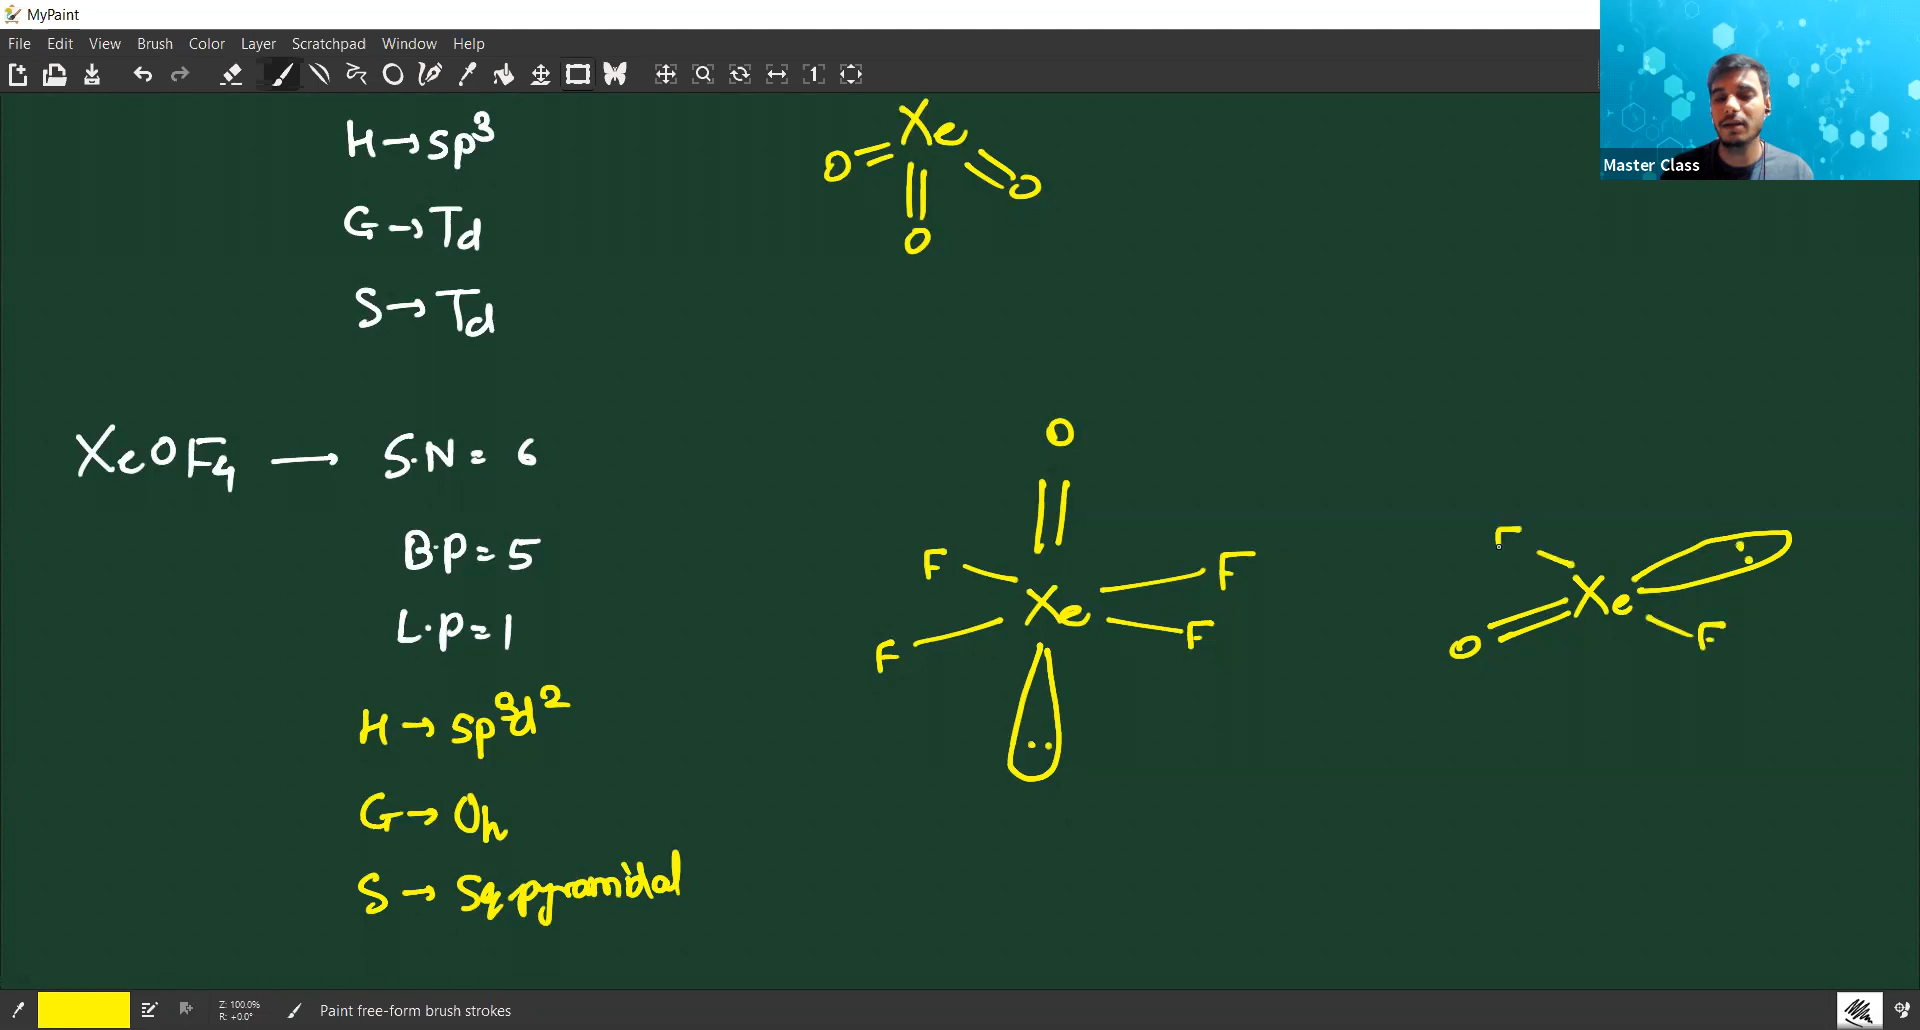 MyPaint
File Edit View Brush Color Layer Scratchpad Window Help
1
Master Class
H → sp³
G → Td
S → Td
Xe
O
O
O
XeOF₄ → S.N = 6
B.P = 5
L.P = 1
H → sp³d²
G → Oh
S → Sq pyramidal
O
F
F
Xe
F
F
F
Xe
O
F
Z: 100.0%
R: +0.0°
Paint free-form brush strokes